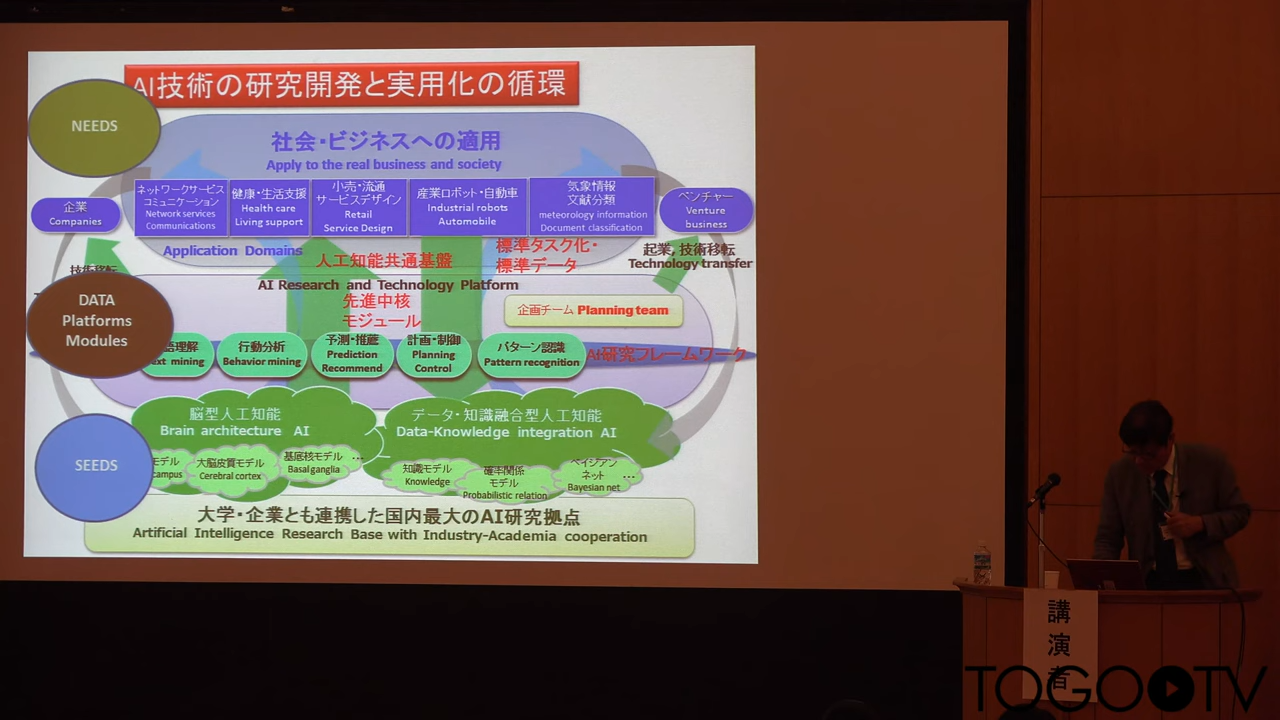 AI技術の研究開発と実用化の循環
NEEDS
社会・ビジネスへの適用
Apply to the real business and society
企業
Companies
ネットワークサービス
コミュニケーション
Network services
Communications
健康・生活支援
Health care
Living support
小売・流通
サービスデザイン
Retail
Service Design
産業ロボット・自動車
Industrial robots
Automobile
気象情報
文献分類
meteorology information
Document classification
ベンチャー
Venture
business
Application Domains
人工知能共通基盤
標準タスク化・
標準データ
起業, 技術移転
Technology transfer
技術移転
AI Research and Technology Platform
先進中核
モジュール
企画チーム Planning team
DATA
Platforms
Modules
理解
mining
行動分析
Behavior mining
予測・推薦
Prediction
Recommend
計画・制御
Planning
Control
パターン認識
Pattern recognition
AI研究フレームワーク
脳型人工知能
Brain architecture AI
データ・知識融合型人工知能
Data-Knowledge integration AI
SEEDS
モデル
campus
大脳皮質モデル
Cerebral cortex
基底核モデル
Basal ganglia
...
知識モデル
Knowledge
確率関係
モデル
Probabilistic relation
ベイジアン
ネット
Bayesian net
...
大学・企業とも連携した国内最大のAI研究拠点
Artificial Intelligence Research Base with Industry-Academia cooperation
講演者
TOGOTV